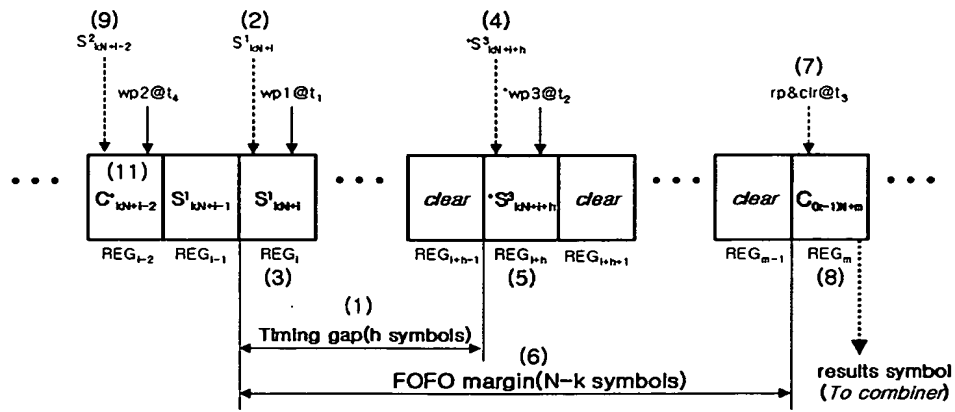 (9) (2) (4)
S²ₖN+i-2 S¹ₖN+i *S³ₖN+i+h (7)
wp2@t₄ wp1@t₁ *wp3@t₂ rp&clr@t₃
(11)
••• C*ₖN+i-2 S¹ₖN+i-1 S¹ₖN+i ••• clear *S³ₖN+i+h clear ••• clear C₍ₖ₋₁₎N+m •••
REGi-2 REGi-1 REGi REGi+h-1 REGi+h REGi+h+1 REGm-1 REGm
(3) (5) (8)
(1)
Timing gap(h symbols)
(6)
FOFO margin(N-k symbols)
results symbol
(To combiner)